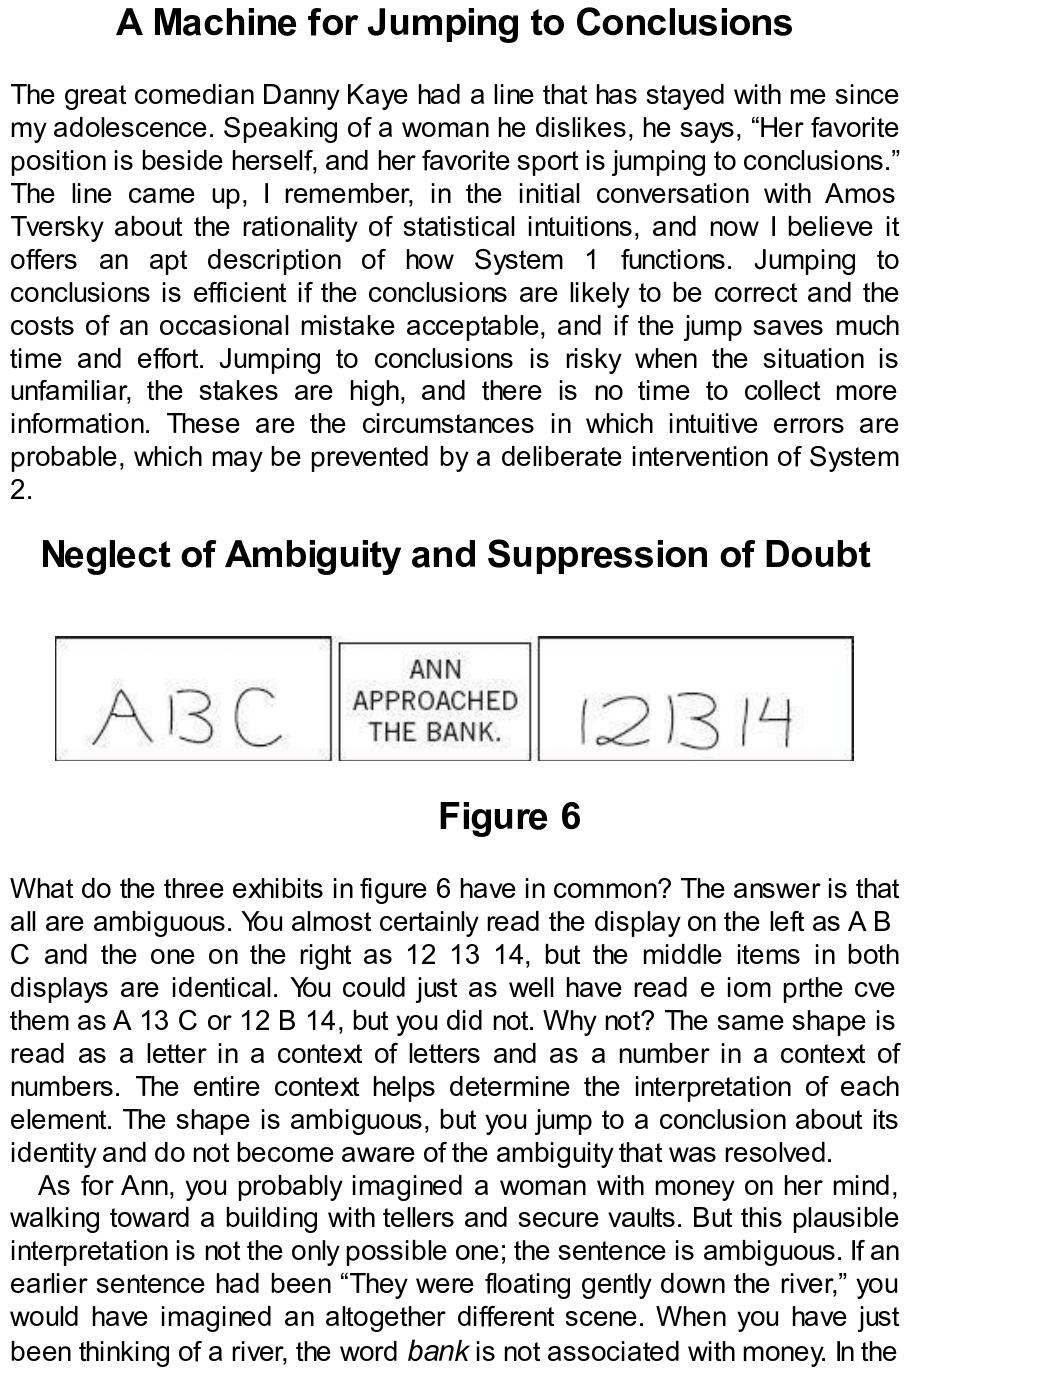 A Machine for Jumping to Conclusions
The great comedian Danny Kaye had a line that has stayed with me since
my adolescence. Speaking of a woman he dislikes, he says, “Her favorite
position is beside herself, and her favorite sport is jumping to conclusions.”
The line came up, I remember, in the initial conversation with Amos
Tversky about the rationality of statistical intuitions, and now I believe it
offers an apt description of how System 1 functions. Jumping to
conclusions is efficient if the conclusions are likely to be correct and the
costs of an occasional mistake acceptable, and if the jump saves much
time and effort. Jumping to conclusions is risky when the situation is
unfamiliar, the stakes are high, and there is no time to collect more
information. These are the circumstances in which intuitive errors are
probable, which may be prevented by a deliberate intervention of System
2.
Neglect of Ambiguity and Suppression of Doubt
A B C
ANN
APPROACHED
THE BANK.
12 13 14
Figure 6
What do the three exhibits in figure 6 have in common? The answer is that
all are ambiguous. You almost certainly read the display on the left as A B
C and the one on the right as 12 13 14, but the middle items in both
displays are identical. You could just as well have read e iom prthe cve
them as A 13 C or 12 B 14, but you did not. Why not? The same shape is
read as a letter in a context of letters and as a number in a context of
numbers. The entire context helps determine the interpretation of each
element. The shape is ambiguous, but you jump to a conclusion about its
identity and do not become aware of the ambiguity that was resolved.
As for Ann, you probably imagined a woman with money on her mind,
walking toward a building with tellers and secure vaults. But this plausible
interpretation is not the only possible one; the sentence is ambiguous. If an
earlier sentence had been “They were floating gently down the river,” you
would have imagined an altogether different scene. When you have just
been thinking of a river, the word bank is not associated with money. In the